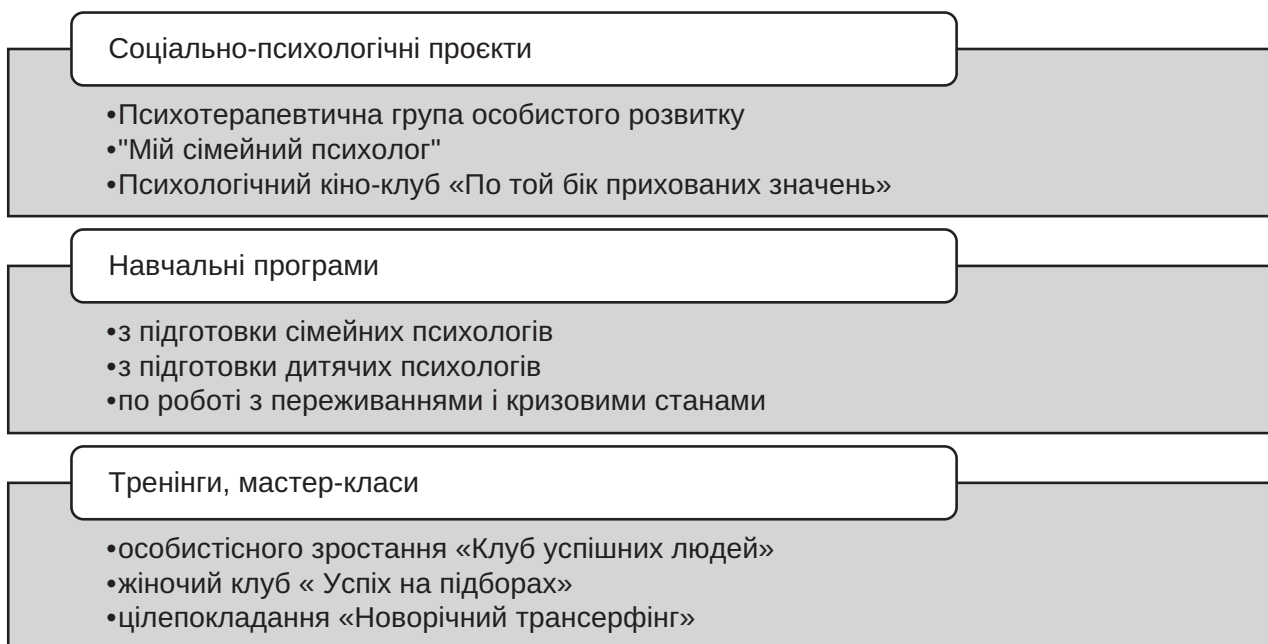 Соціально-психологічні проєкти
•Психотерапевтична група особистого розвитку
•"Мій сімейний психолог"
•Психологічний кіно-клуб «По той бік прихованих значень»
Навчальні програми
•з підготовки сімейних психологів
•з підготовки дитячих психологів
•по роботі з переживаннями і кризовими станами
Тренінги, мастер-класи
•особистісного зростання «Клуб успішних людей»
•жіночий клуб « Успіх на підборах»
•цілепокладання «Новорічний трансерфінг»